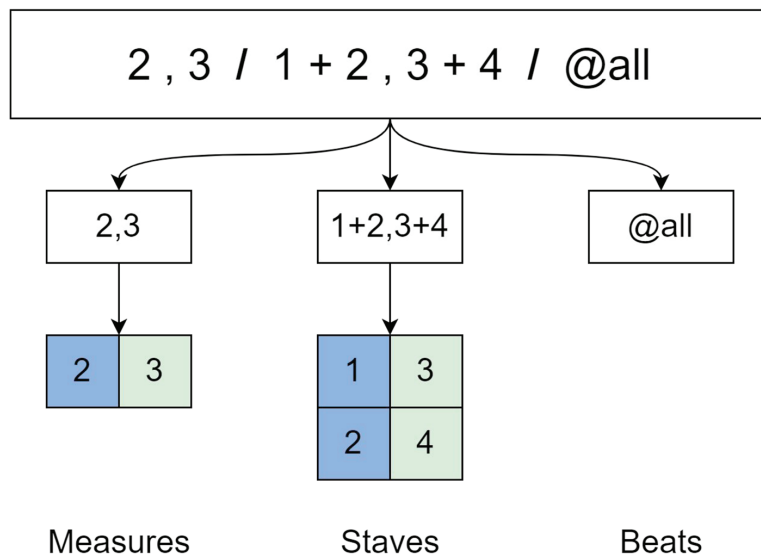 2 , 3 / 1 + 2 , 3 + 4 / @all
2,3 1+2,3+4 @all
2 3 1 3
2 4
Measures Staves Beats